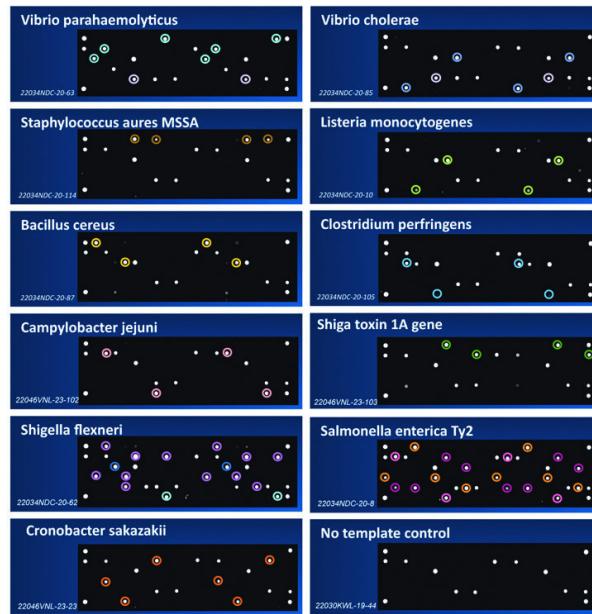 Vibrio parahaemolyticus
22034NDC-20-63
Vibrio cholerae
22034NDC-20-85
Staphylococcus aures MSSA
22034NDC-20-114
Listeria monocytogenes
22034NDC-20-10
Bacillus cereus
22034NDC-20-87
Clostridium perfringens
22034NDC-20-105
Campylobacter jejuni
22046VNL-23-102
Shiga toxin 1A gene
22046VNL-23-103
Shigella flexneri
22034NDC-20-62
Salmonella enterica Ty2
22034NDC-20-8
Cronobacter sakazakii
22046VNL-23-23
No template control
22030KWL-19-44